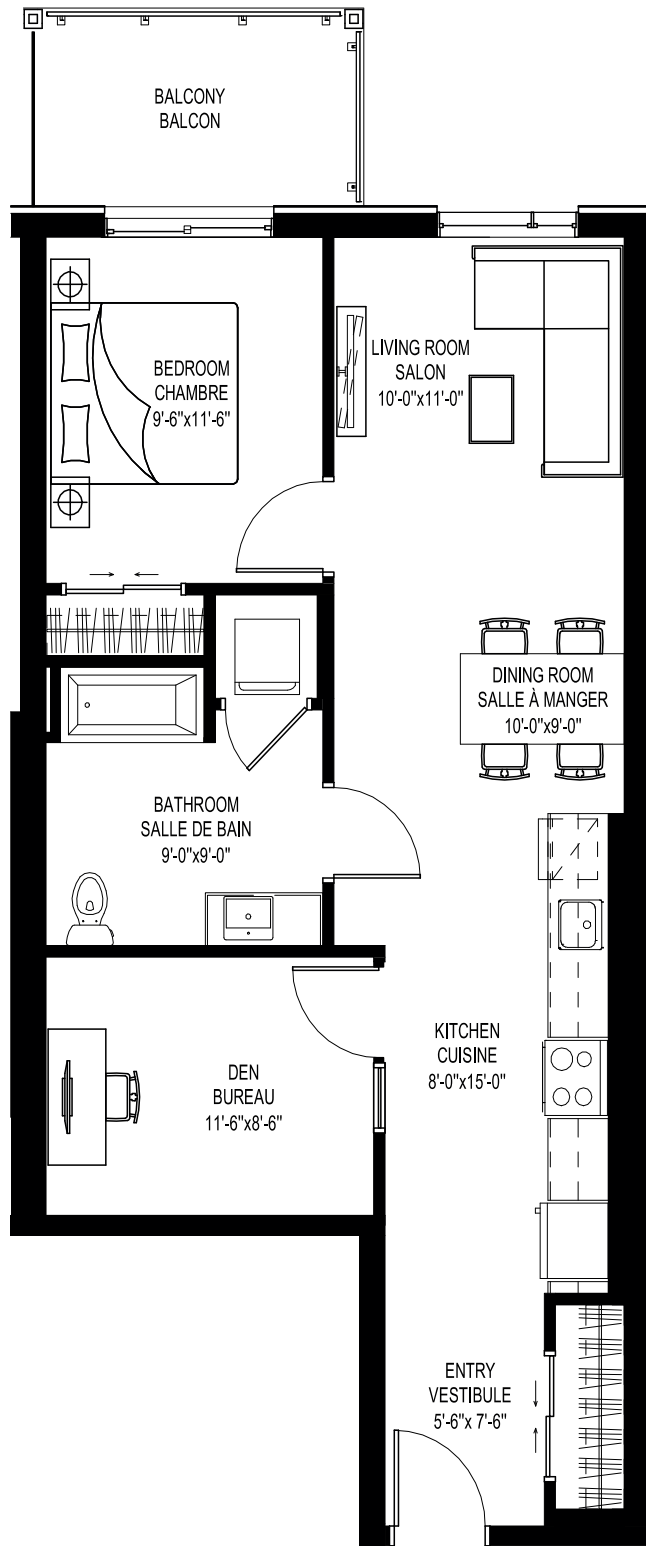 BALCONY
BALCON
BEDROOM
CHAMBRE
9'-6"x11'-6"
LIVING ROOM
SALON
10'-0"x11'-0"
DINING ROOM
SALLE À MANGER
10'-0"x9'-0"
BATHROOM
SALLE DE BAIN
9'-0"x9'-0"
KITCHEN
CUISINE
8'-0"x15'-0"
DEN
BUREAU
11'-6"x8'-6"
ENTRY
VESTIBULE
5'-6"x 7'-6"